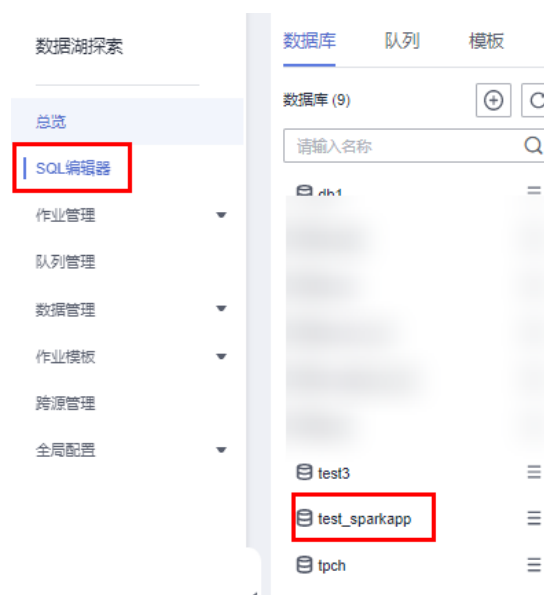 数据湖探索
总览
SQL编辑器
作业管理
队列管理
数据管理
作业模板
跨源管理
全局配置
数据库 队列 模板
数据库 (9)
请输入名称
db1
test3
test_sparkapp
tpch